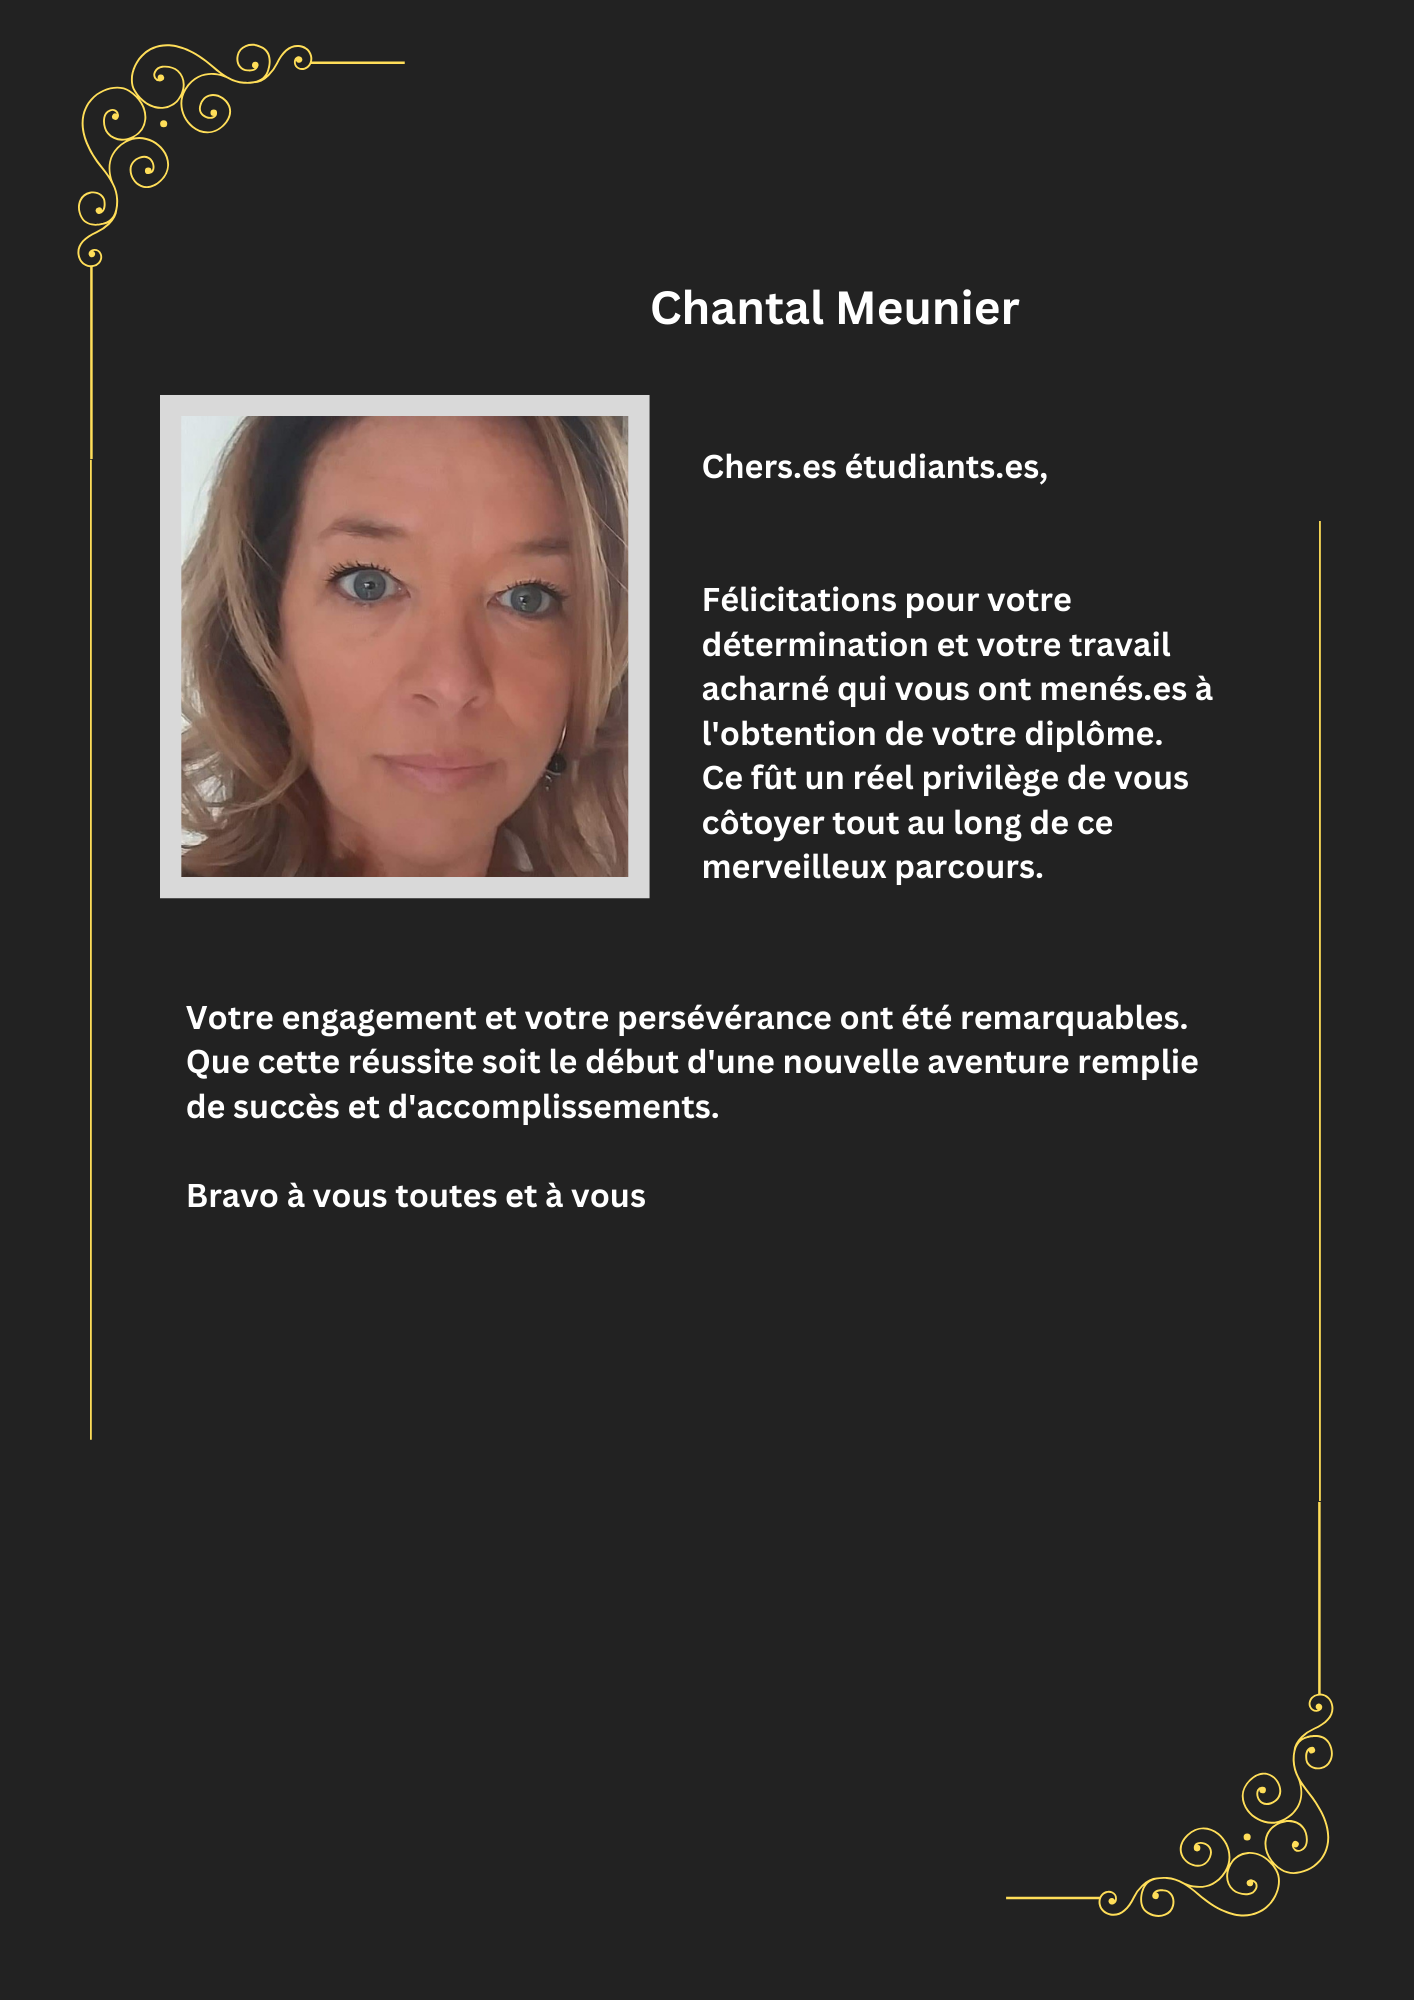 Chantal Meunier
Chers.es étudiants.es,
Félicitations pour votre
détermination et votre travail
acharné qui vous ont menés.es à
l'obtention de votre diplôme.
Ce fût un réel privilège de vous
côtoyer tout au long de ce
merveilleux parcours.
Votre engagement et votre persévérance ont été remarquables.
Que cette réussite soit le début d'une nouvelle aventure remplie
de succès et d'accomplissements.
Bravo à vous toutes et à vous